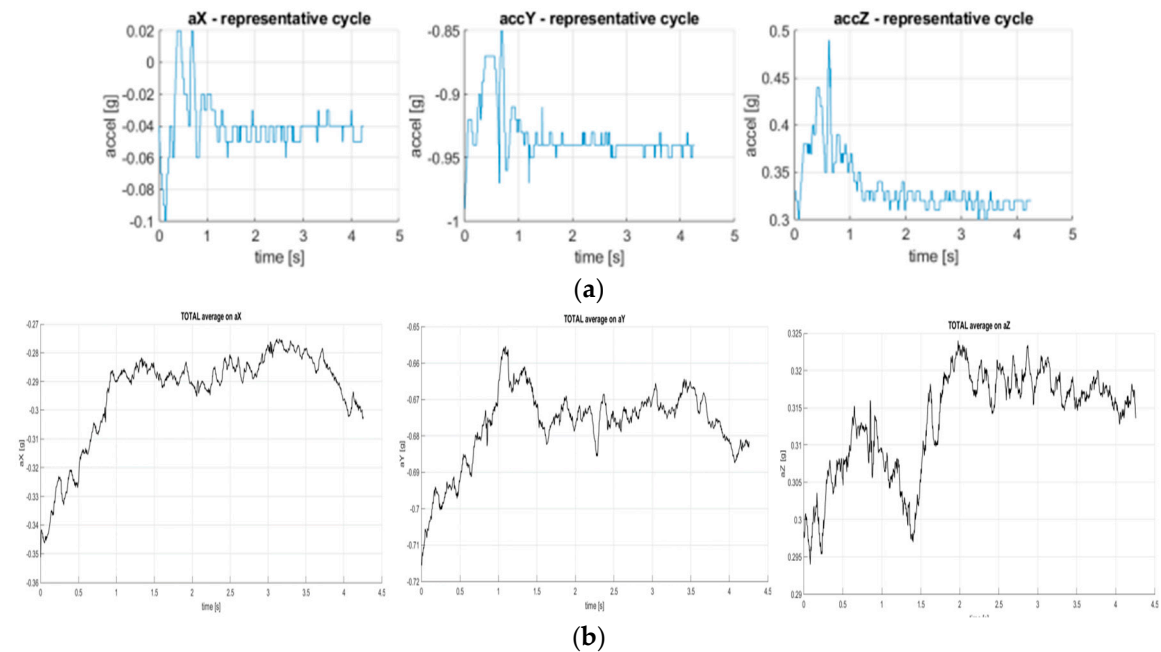 aX - representative cycle
accel [g]
0.02
0
-0.02
-0.04
-0.06
-0.08
-0.1
0 1 2 3 4 5
time [s]
accY - representative cycle
accel [g]
-0.85
-0.9
-0.95
-1
0 1 2 3 4 5
time [s]
accZ - representative cycle
accel [g]
0.5
0.45
0.4
0.35
0.3
0 1 2 3 4 5
time [s]
(a)
TOTAL average on aX
aX [g]
-0.27
-0.28
-0.29
-0.3
-0.31
-0.32
-0.33
-0.34
-0.35
-0.36
0 0.5 1 1.5 2 2.5 3 3.5 4 4.5
time [s]
TOTAL average on aY
aY [g]
-0.65
-0.66
-0.67
-0.68
-0.69
-0.7
-0.71
-0.72
0 0.5 1 1.5 2 2.5 3 3.5 4 4.5
time [s]
TOTAL average on aZ
aZ [g]
0.325
0.32
0.315
0.31
0.305
0.3
0.295
0.29
0 0.5 1 1.5 2 2.5 3 3.5 4 4.5
(b)